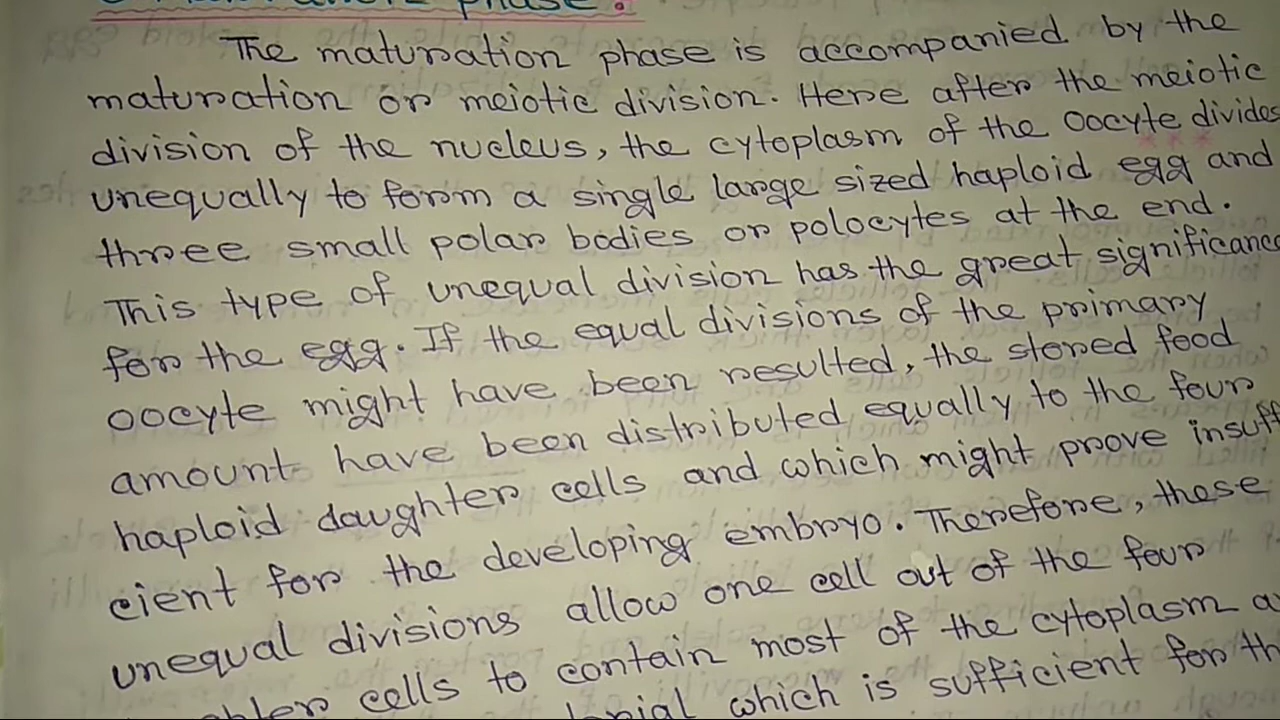 phase:
The maturation phase is accompanied by the
maturation or meiotic division. Here after the meiotic
division of the nucleus, the cytoplasm of the oocyte divides
unequally to form a single large sized haploid egg and
three small polar bodies or polocytes at the end.
This type of unequal division has the great significance
for the egg. If the equal divisions of the primary
oocyte might have been resulted, the stored food
amount have been distributed equally to the four
haploid daughter cells and which might prove insuffi
cient for the developing embryo. Therefore, these
unequal divisions allow one cell out of the four
cells to contain most of the cytoplasm
which is sufficient for